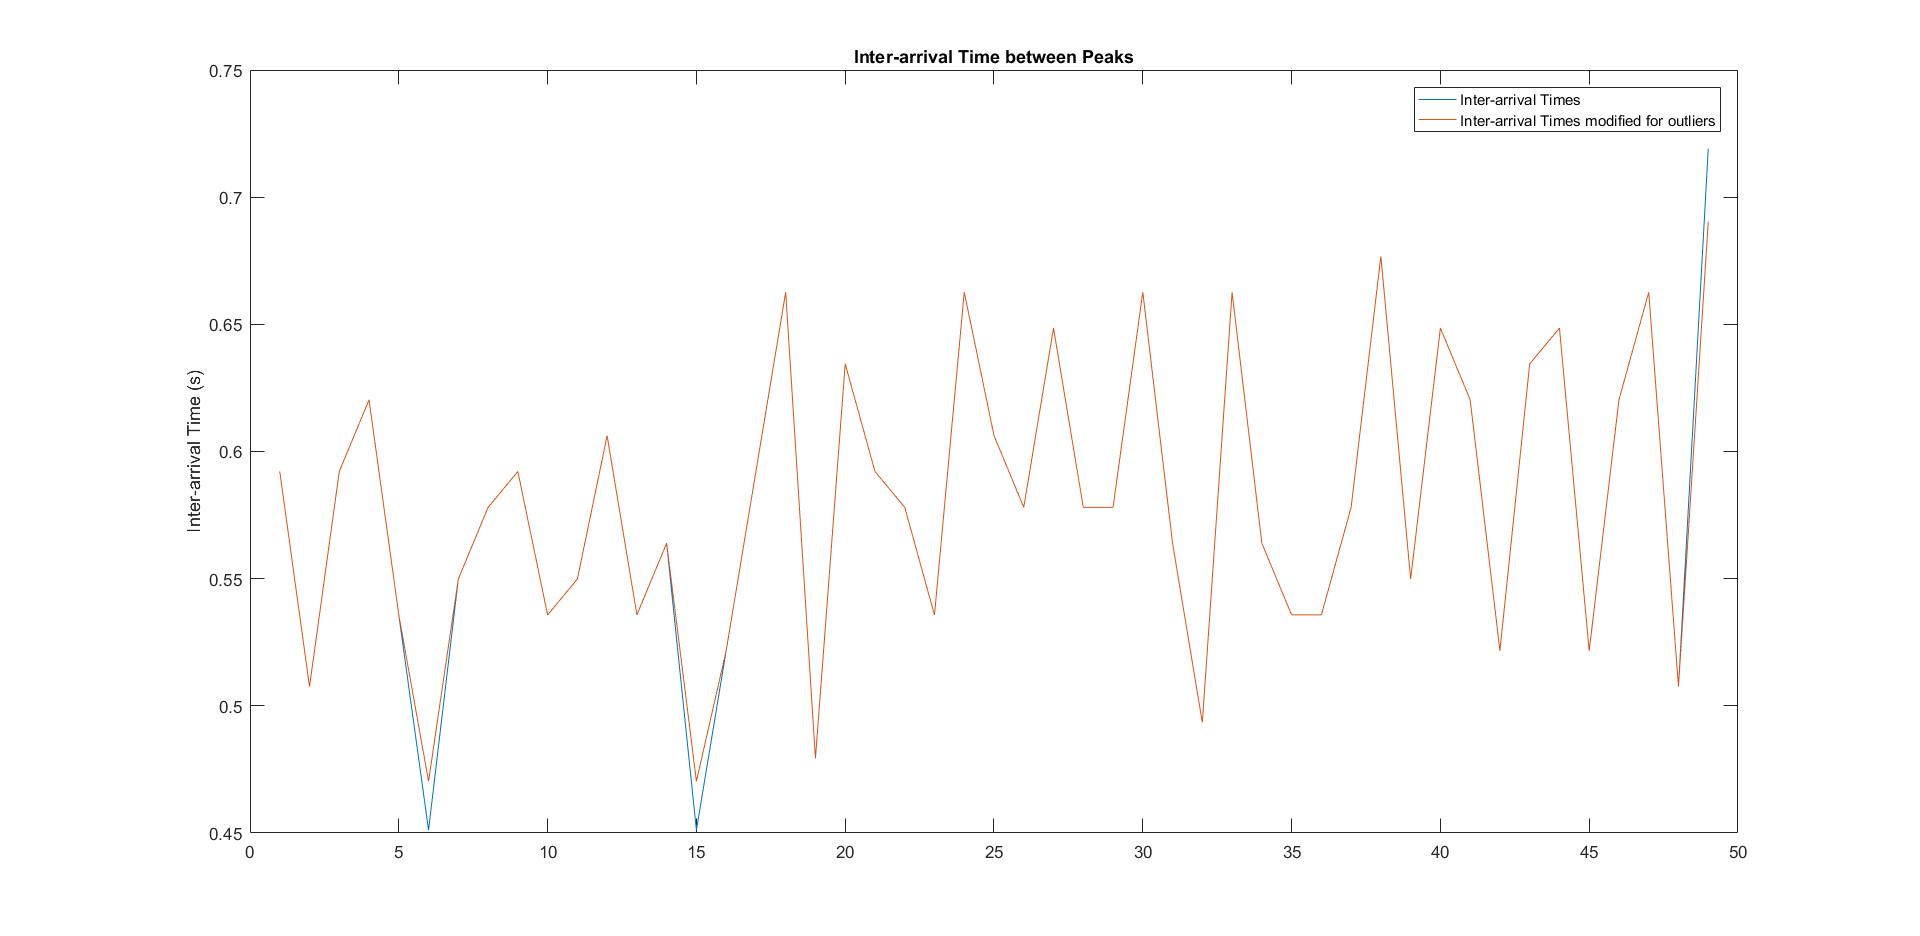 Inter-arrival Time between Peaks
Inter-arrival Times
Inter-arrival Times modified for outliers
Inter-arrival Time (s)
0.75
0.7
0.65
0.6
0.55
0.5
0.45
0 5 10 15 20 25 30 35 40 45 50